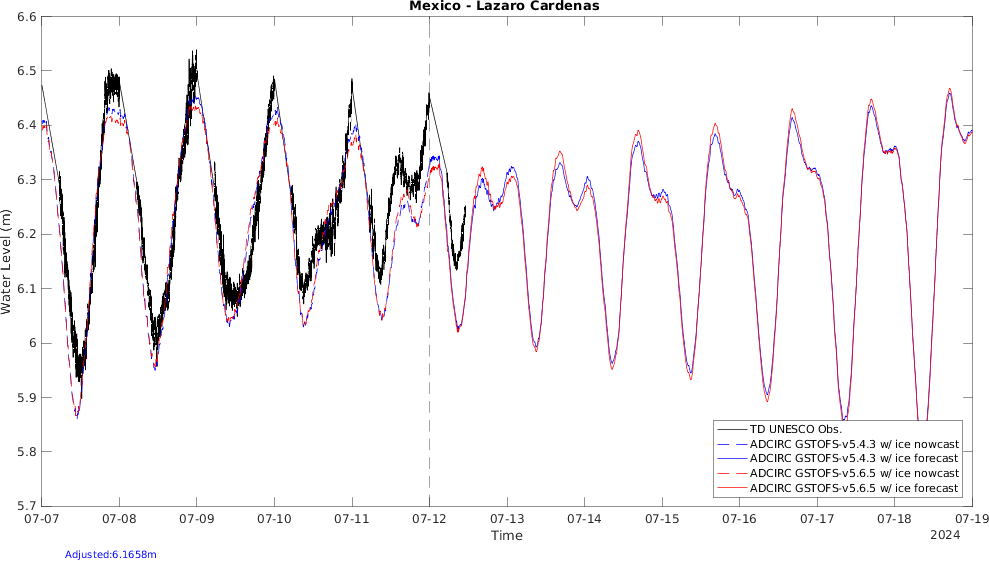 Mexico - Lazaro Cardenas
6.6
6.5
6.4
6.3
6.2
6.1
6
5.9
5.8
5.7
Water Level (m)
TD UNESCO Obs.
ADCIRC GSTOFS-v5.4.3 w/ ice nowcast
ADCIRC GSTOFS-v5.4.3 w/ ice forecast
ADCIRC GSTOFS-v5.6.5 w/ ice nowcast
ADCIRC GSTOFS-v5.6.5 w/ ice forecast
07-07 07-08 07-09 07-10 07-11 07-12 07-13 07-14 07-15 07-16 07-17 07-18 07-19
Time
2024
Adjusted:6.1658m